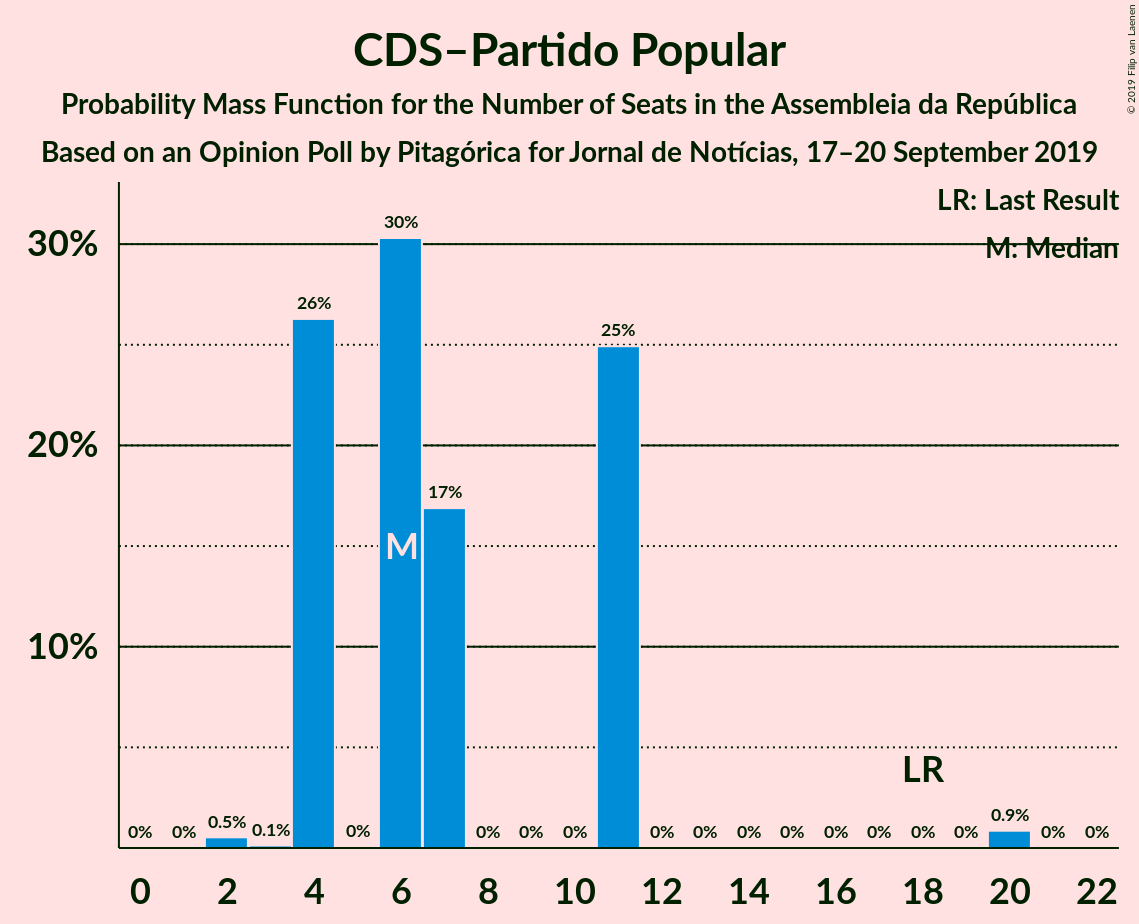 CDS–Partido Popular
Probability Mass Function for the Number of Seats in the Assembleia da República
Based on an Opinion Poll by Pitagórica for Jornal de Notícias, 17–20 September 2019
© 2019 Filip van Laenen
LR: Last Result
M: Median
30%
20%
10%
0% 0% 0.5% 0.1% 26% 0% 30% 17% 0% 0% 0% 25% 0% 0% 0% 0% 0% 0% 0% 0% 0.9% 0% 0%
M
LR
0 2 4 6 8 10 12 14 16 18 20 22